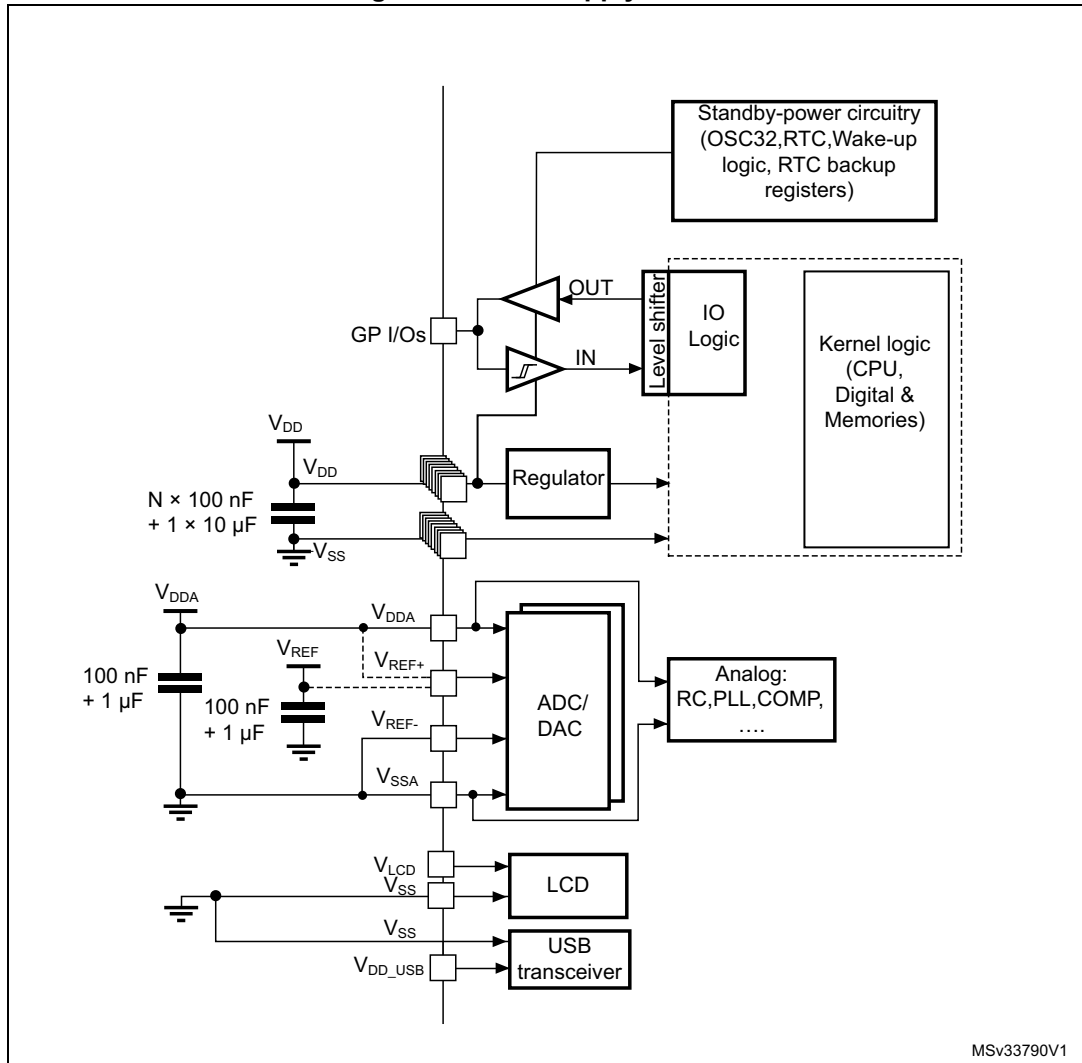 Standby-power circuitry
(OSC32,RTC,Wake-up
logic, RTC backup
registers)
OUT
Level shifter
IO
Logic
GP I/Os
IN
Kernel logic
(CPU,
Digital &
Memories)
VDD
VDD
Regulator
N × 100 nF
+ 1 × 10 µF
VSS
VDDA
VDDA
VREF
VREF+
100 nF
+ 1 µF
100 nF
+ 1 µF
VREF-
ADC/
DAC
Analog:
RC,PLL,COMP,
....
VSSA
VLCD
VSS
LCD
VSS
USB
transceiver
VDD_USB
MSv33790V1